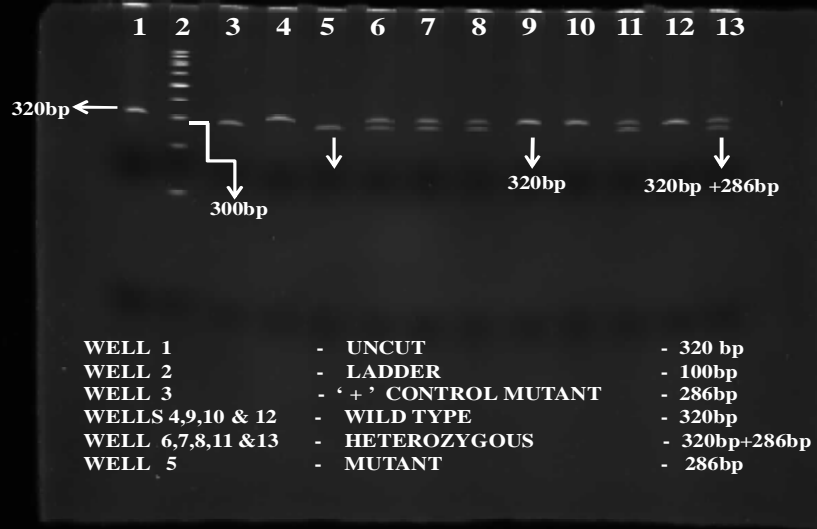 1 2 3 4 5 6 7 8 9 10 11 12 13
320bp
320bp
320bp +286bp
300bp
WELL 1 - UNCUT - 320 bp
WELL 2 - LADDER - 100bp
WELL 3 - ‘ + ’ CONTROL MUTANT - 286bp
WELLS 4,9,10 & 12 - WILD TYPE - 320bp
WELL 6,7,8,11 &13 - HETEROZYGOUS - 320bp+286bp
WELL 5 - MUTANT - 286bp